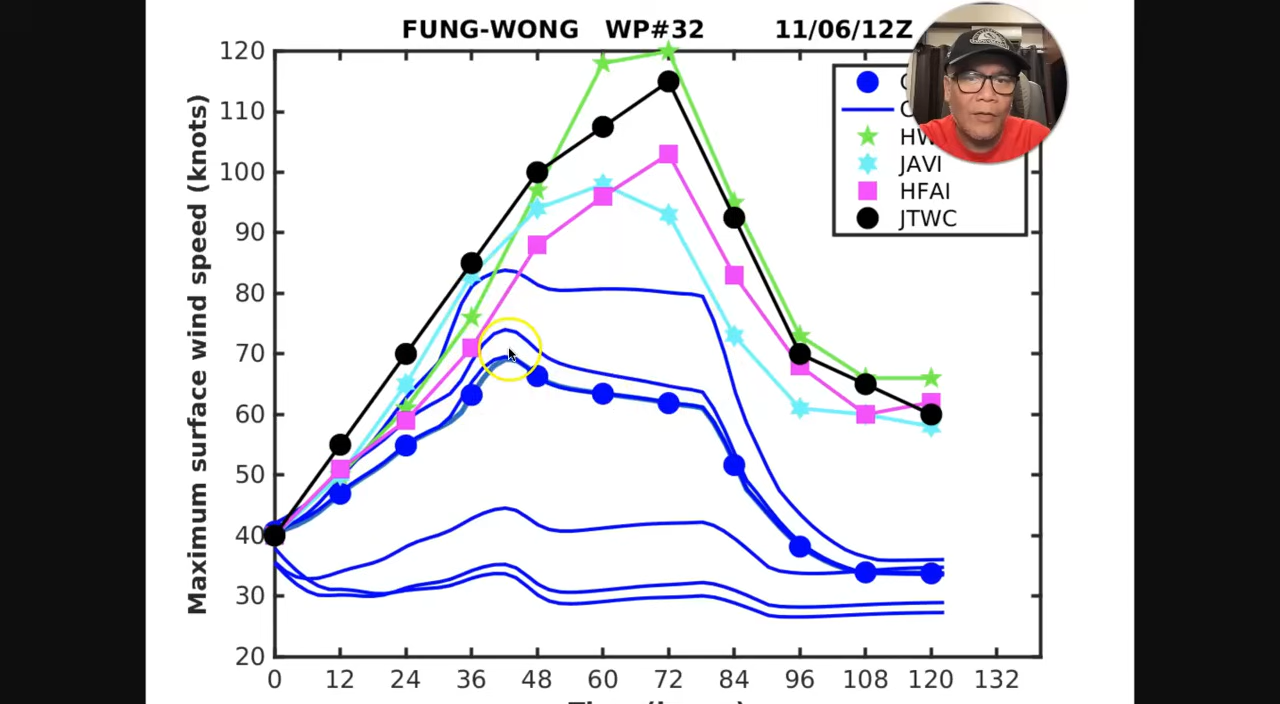 FUNG-WONG WP#32 11/06/12Z
120
110
100
90
80
70
60
50
40
30
20
Maximum surface wind speed (knots)
JAVI
HFAI
JTWC
0 12 24 36 48 60 72 84 96 108 120 132